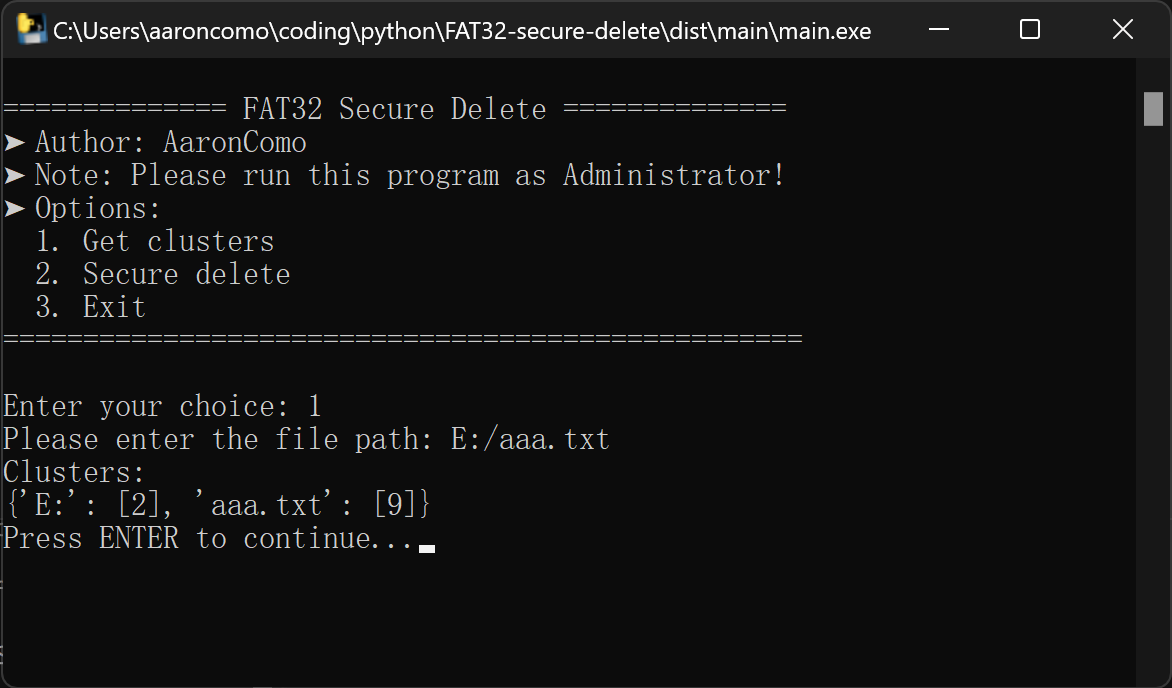 C:\Users\aaroncomo\coding\python\FAT32-secure-delete\dist\main\main.exe
============== FAT32 Secure Delete ==============
➤ Author: AaronComo
➤ Note: Please run this program as Administrator!
➤ Options:
1. Get clusters
2. Secure delete
3. Exit
==================================================
Enter your choice: 1
Please enter the file path: E:/aaa.txt
Clusters:
{'E:': [2], 'aaa.txt': [9]}
Press ENTER to continue...